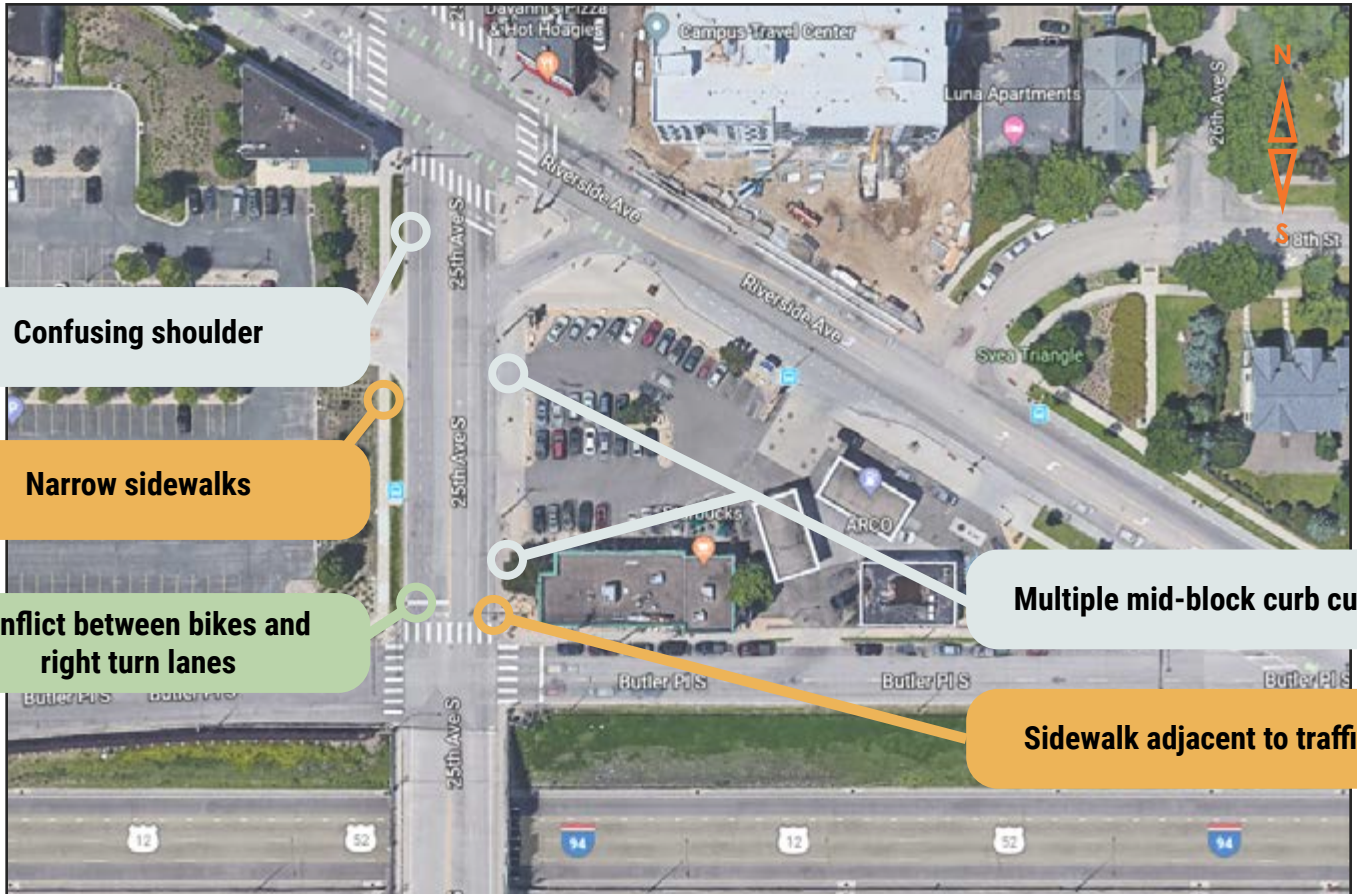 25
Davanni's Pizza
& Hot Hoagies
Campus Travel Center
Luna Apartments
26th Ave S
N
S
8th St
Riverside Ave
25th Ave S
Riverside Ave
Svea Triangle
Confusing shoulder
25th Ave S
Narrow sidewalks
Starbucks
ARCO
nflict between bikes and
right turn lanes
Multiple mid-block curb cu
Butler Pl S
Butler Pl S
Butler Pl S
Butler Pl S
Butler Pl S
25th Ave S
Sidewalk adjacent to traffi
12
52
94
12
52
94